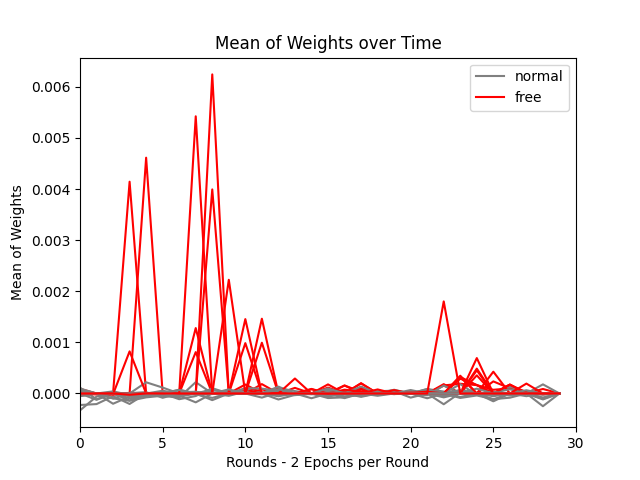 Mean of Weights over Time
normal
free
0.006
0.005
0.004
0.003
0.002
0.001
0.000
Mean of Weights
0 5 10 15 20 25 30
Rounds - 2 Epochs per Round